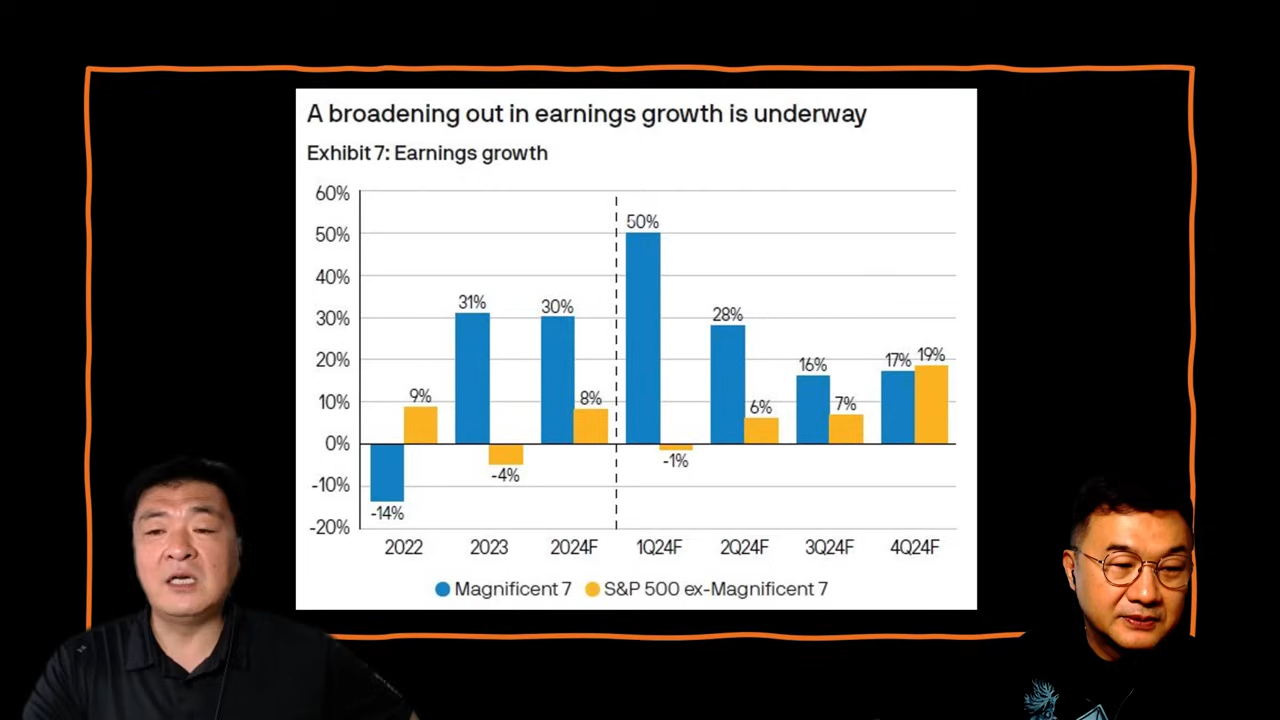 A broadening out in earnings growth is underway
Exhibit 7: Earnings growth
60%
50%
40%
30%
20%
10%
0%
-10%
-20%
-14%
9%
31%
-4%
30%
8%
50%
-1%
28%
6%
16%
7%
17%
19%
2022
2023
2024F
1Q24F
2Q24F
3Q24F
4Q24F
Magnificent 7
S&P 500 ex-Magnificent 7